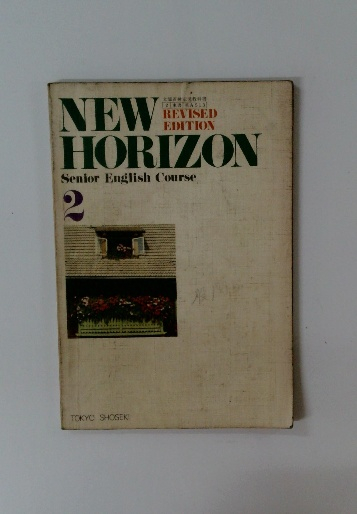 NEW
REVISED
EDITION
HORIZON
Senior English Course
2
TOKYO SHOSEKI